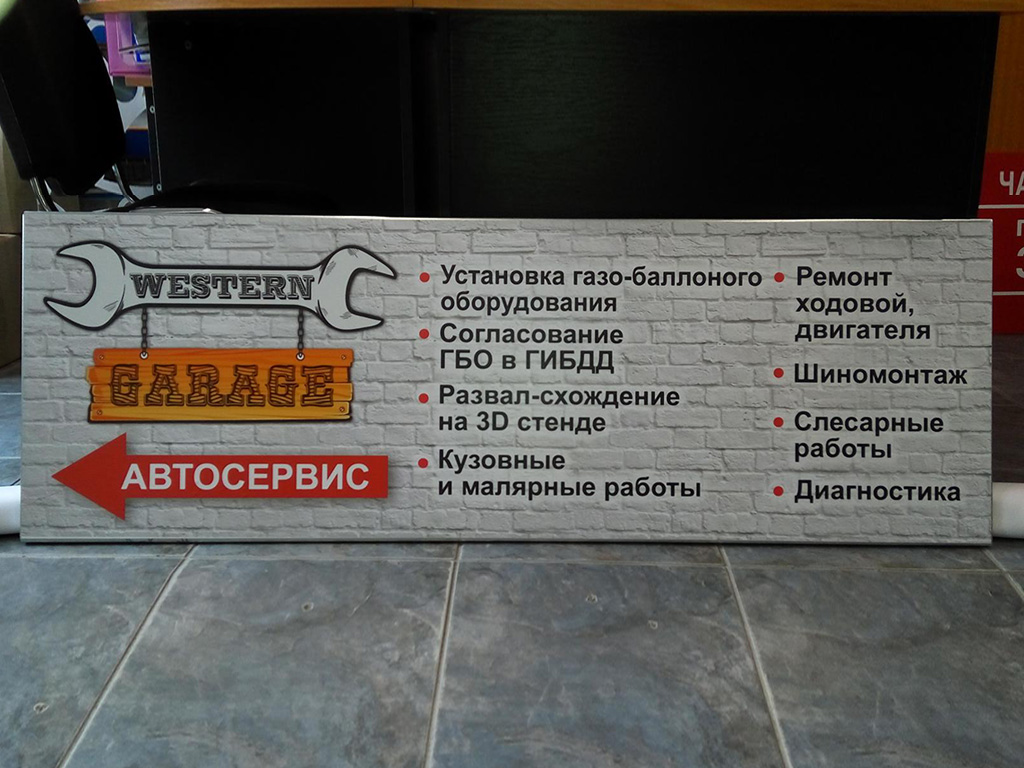 WESTERN
GARAGE
АВТОСЕРВИС
• Установка газо-баллоного
оборудования
• Согласование
ГБО в ГИБДД
• Развал-схождение
на 3D стенде
• Кузовные
и малярные работы
• Ремонт
ходовой,
двигателя
• Шиномонтаж
• Слесарные
работы
• Диагностика